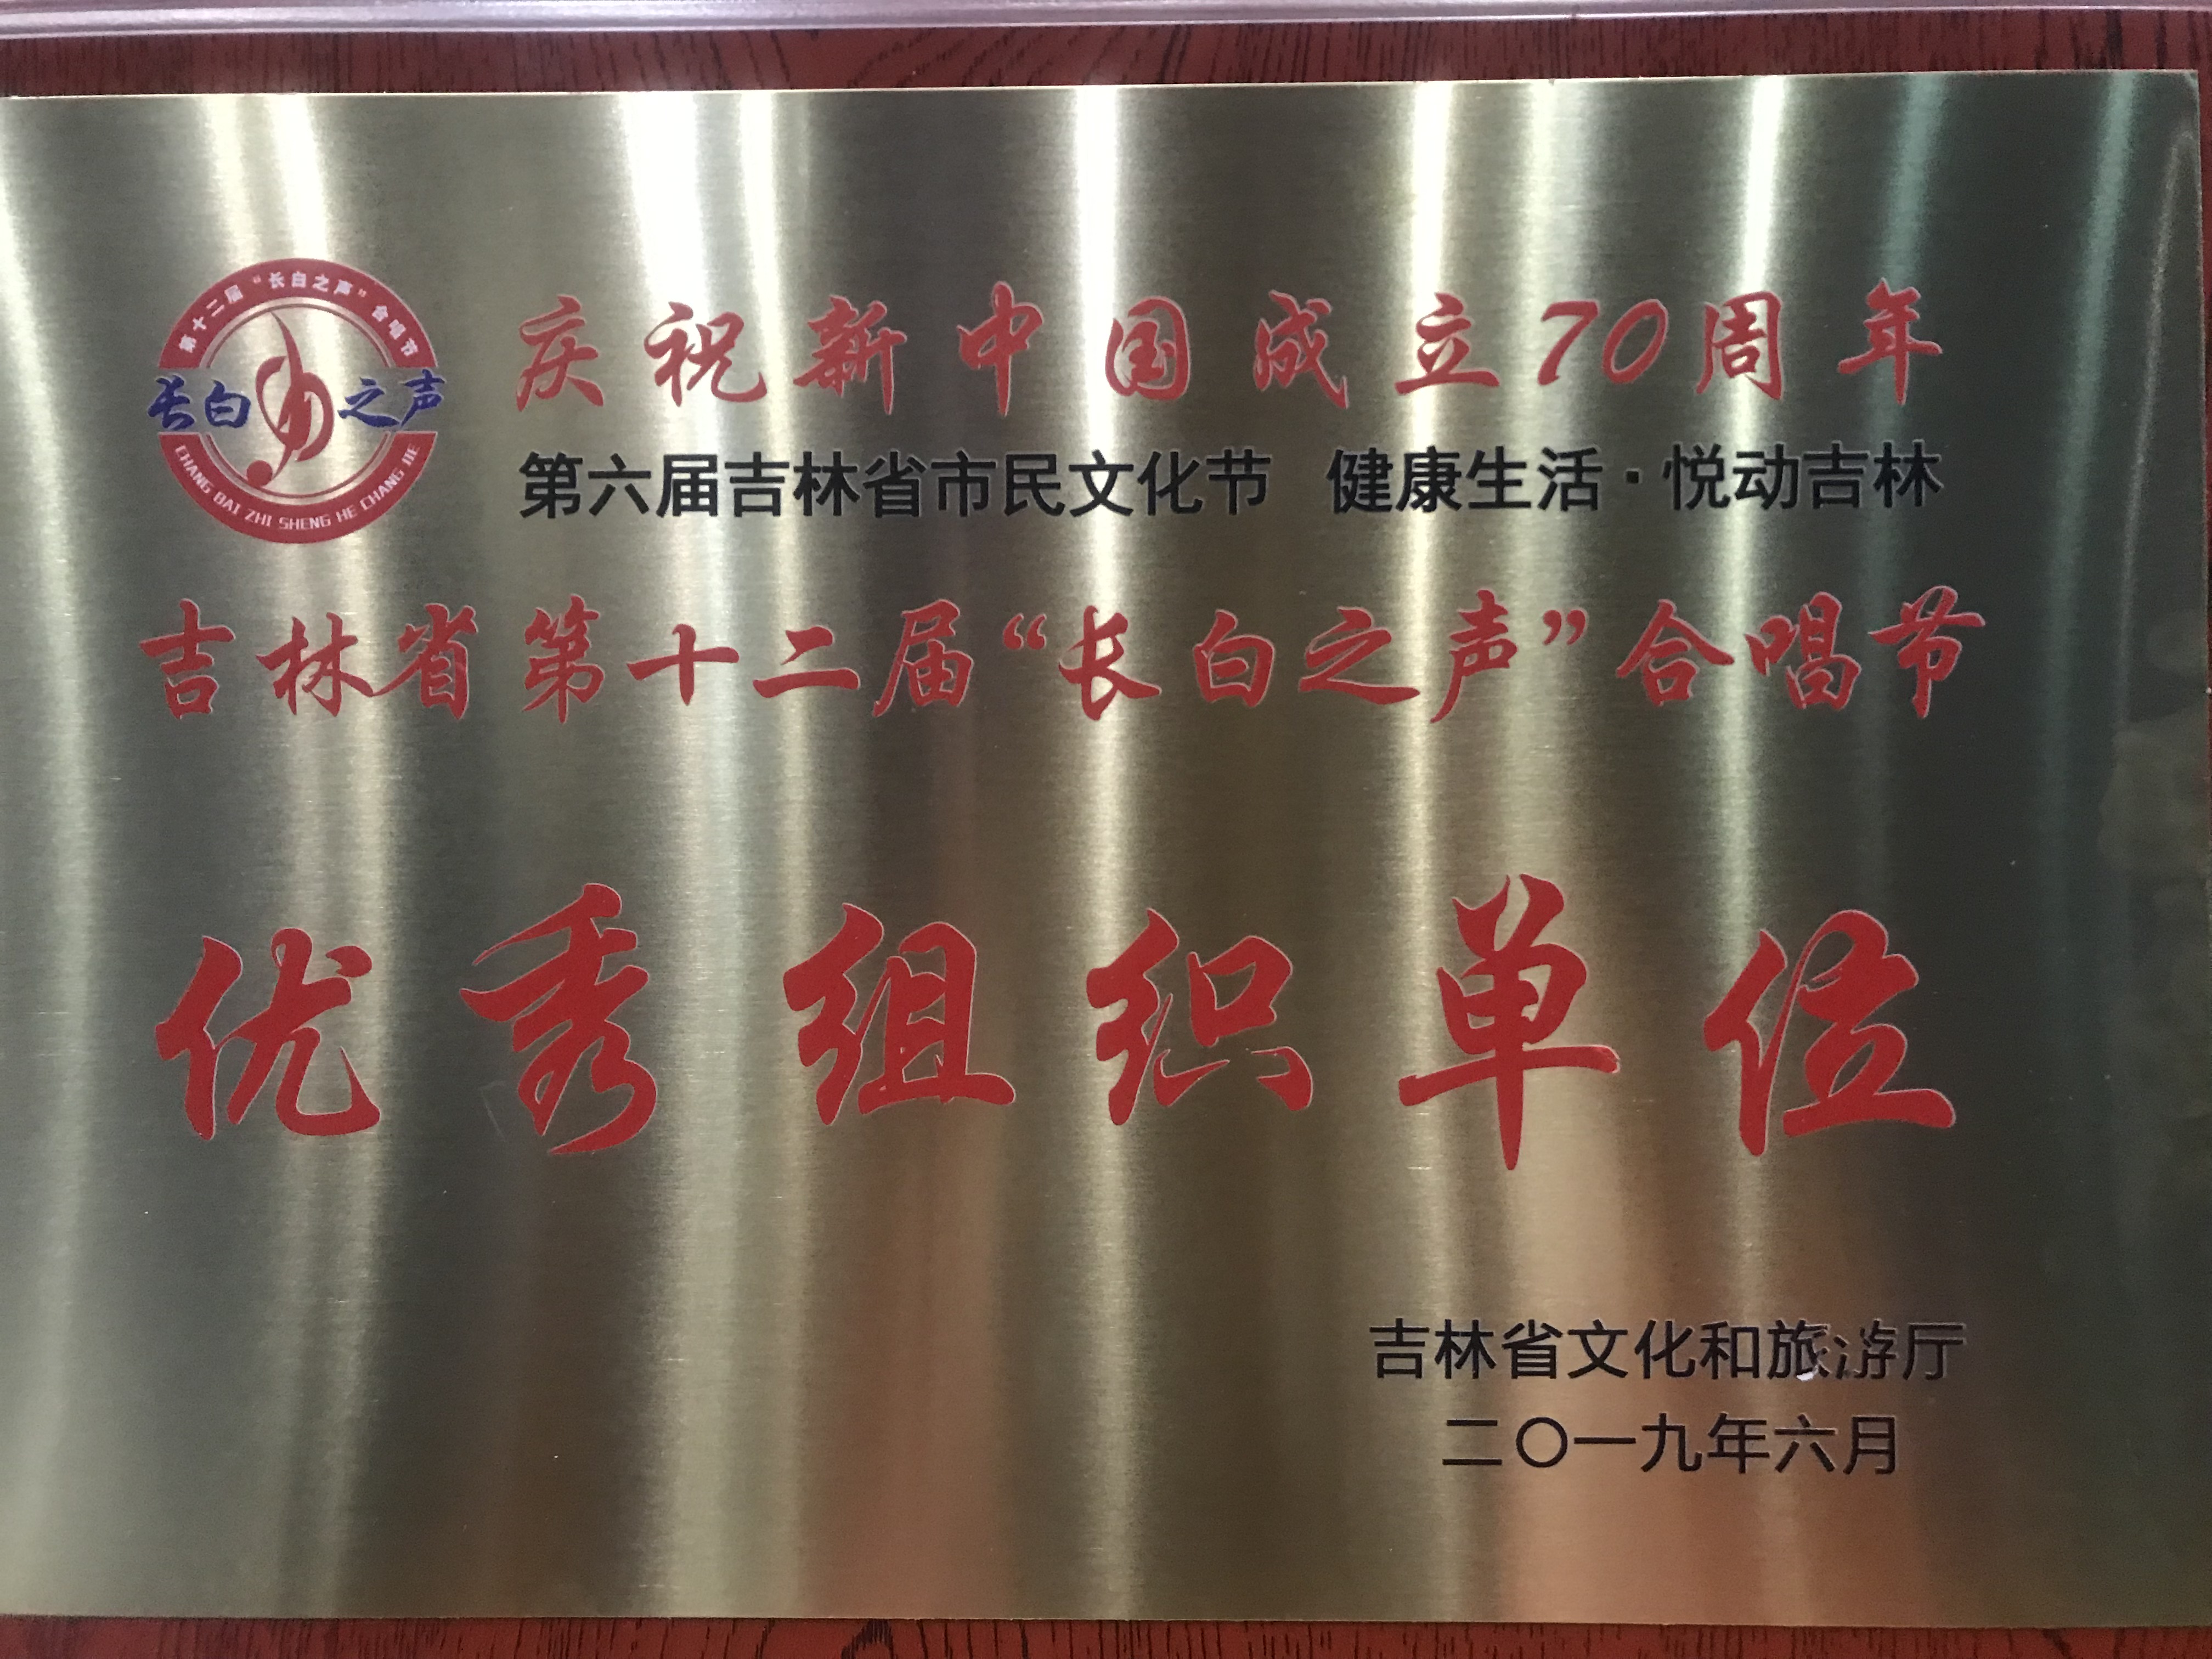 第十二届“长白之声”合唱节
长白之声
CHANG BAI ZHI SHENG HE CHANG JIE
庆祝新中国成立70周年
第六届吉林省市民文化节 健康生活·悦动吉林
吉林省第十二届“长白之声”合唱节
优秀组织单位
吉林省文化和旅游厅
二〇一九年六月